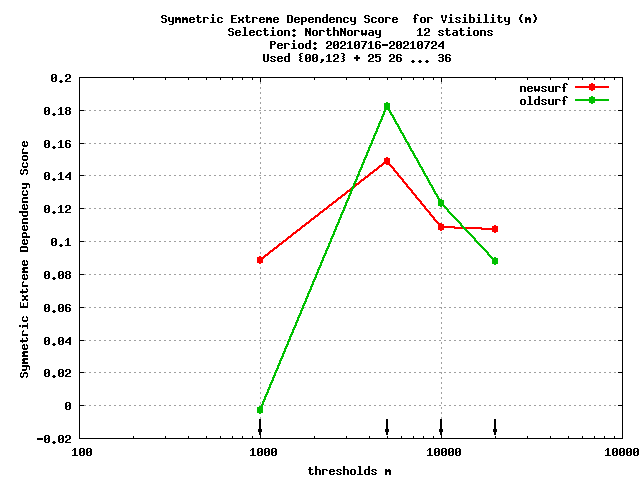 Symmetric Extreme Dependency Score  for Visibility (m)
Selection: NorthNorway     12 stations
Period: 20210716-20210724
Used {00,12} + 25 26 ... 36
newsurf
oldsurf
Symmetric Extreme Dependency Score
0.2
0.18
0.16
0.14
0.12
0.1
0.08
0.06
0.04
0.02
0
-0.02
100
1000
10000
10000
thresholds m